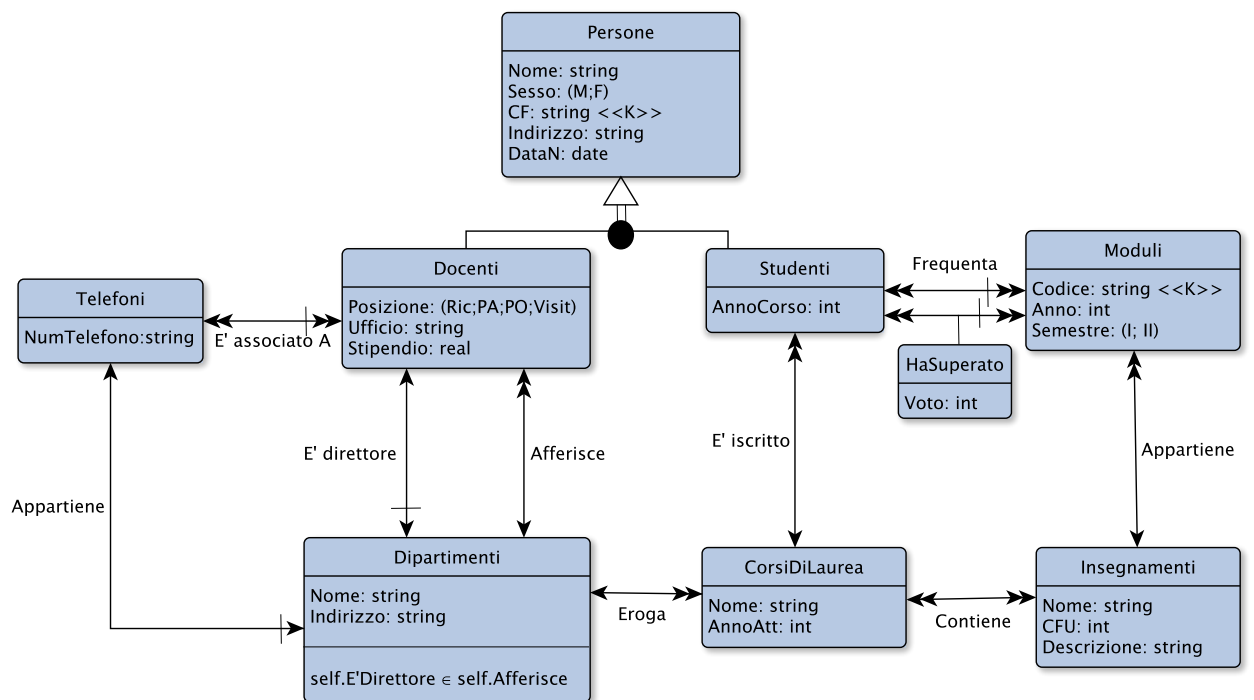 Persone
Nome: string
Sesso: (M;F)
CF: string <<K>>
Indirizzo: string
DataN: date
Telefoni
NumTelefono:string
E' associato A
Docenti
Posizione: (Ric;PA;PO;Visit)
Ufficio: string
Stipendio: real
Studenti
AnnoCorso: int
Frequenta
HaSuperato
Voto: int
Moduli
Codice: string <<K>>
Anno: int
Semestre: (I; II)
Appartiene
E' direttore
Afferisce
E' iscritto
Appartiene
Dipartimenti
Nome: string
Indirizzo: string
self.E'Direttore ∈ self.Afferisce
Eroga
CorsiDiLaurea
Nome: string
AnnoAtt: int
Contiene
Insegnamenti
Nome: string
CFU: int
Descrizione: string